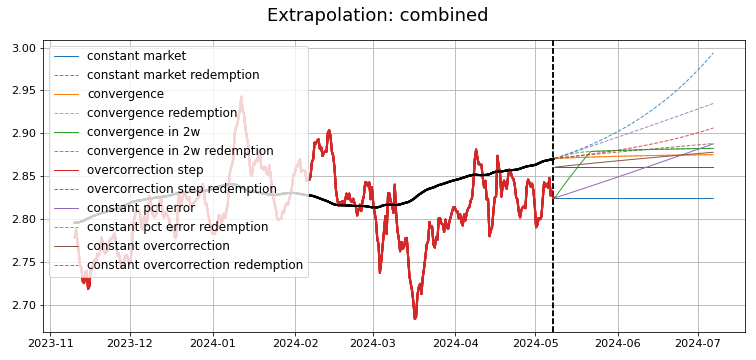 Extrapolation: combined
3.00
2.95
2.90
2.85
2.80
2.75
2.70
constant market
constant market redemption
convergence
convergence redemption
convergence in 2w
convergence in 2w redemption
overcorrection step
overcorrection step redemption
constant pct error
constant pct error redemption
constant overcorrection
constant overcorrection redemption
2023-11 2023-12 2024-01 2024-02 2024-03 2024-04 2024-05 2024-06 2024-07